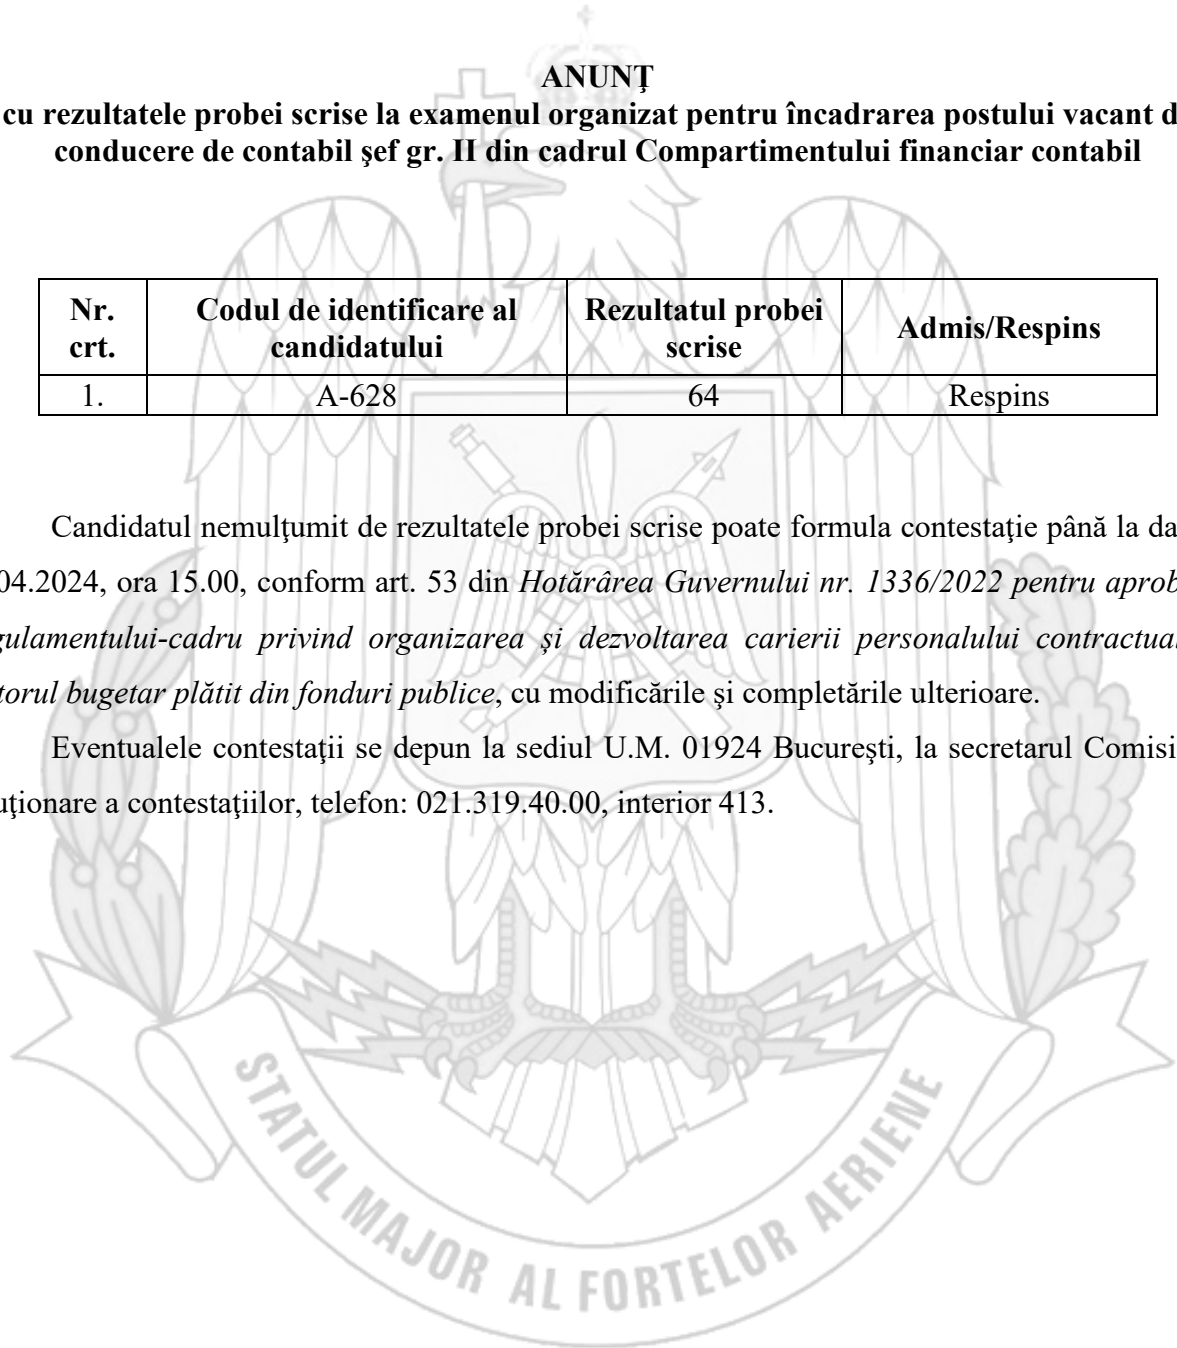 ANUNŢ
cu rezultatele probei scrise la examenul organizat pentru încadrarea postului vacant d
conducere de contabil şef gr. II din cadrul Compartimentului financiar contabil
Nr. crt.
Codul de identificare al candidatului
Rezultatul probei scrise
Admis/Respins
1. A-628 64 Respins
Candidatul nemulţumit de rezultatele probei scrise poate formula contestaţie până la da
04.2024, ora 15.00, conform art. 53 din Hotărârea Guvernului nr. 1336/2022 pentru aprob
gulamentului-cadru privind organizarea și dezvoltarea carierii personalului contractual
torul bugetar plătit din fonduri publice, cu modificările şi completările ulterioare.
Eventualele contestaţii se depun la sediul U.M. 01924 Bucureşti, la secretarul Comisi
uţionare a contestaţiilor, telefon: 021.319.40.00, interior 413.
STATUL MAJOR AL FORTELOR AERIENE